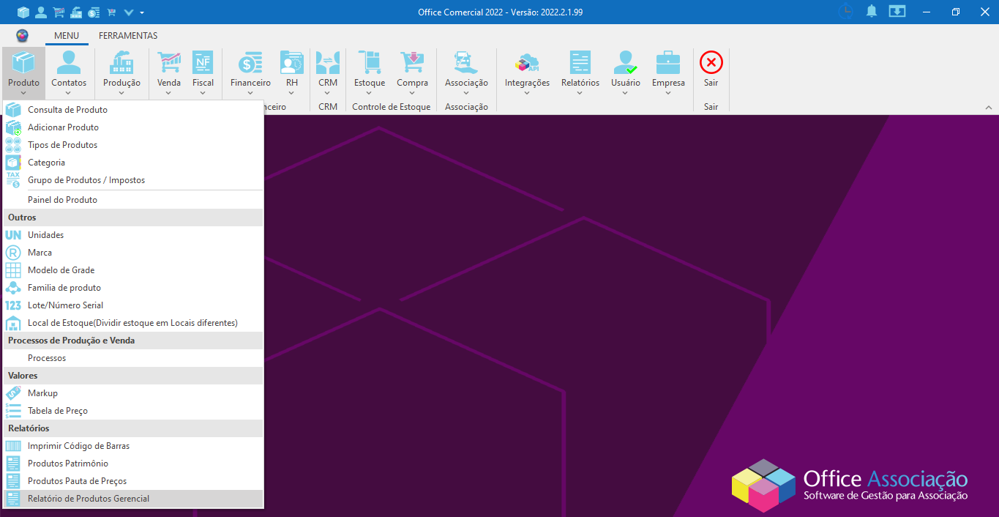 Office Comercial 2022 - Versão: 2022.2.1.99
MENU FERRAMENTAS
NF
API
Produto Contatos Produção Venda Fiscal Financeiro RH CRM Estoque Compra Associação Integrações Relatórios Usuário Empresa Sair
nceiro CRM Controle de Estoque Associação Sair
Consulta de Produto
Adicionar Produto
Tipos de Produtos
Categoria
TAX Grupo de Produtos / Impostos
Painel do Produto
Outros
UN Unidades
® Marca
Modelo de Grade
Familia de produto
123 Lote/Número Serial
Local de Estoque(Dividir estoque em Locais diferentes)
Processos de Produção e Venda
Processos
Valores
Markup
Tabela de Preço
Relatórios
Imprimir Código de Barras
Produtos Patrimônio
Produtos Pauta de Preços
Relatório de Produtos Gerencial
Office Associação
Software de Gestão para Associação